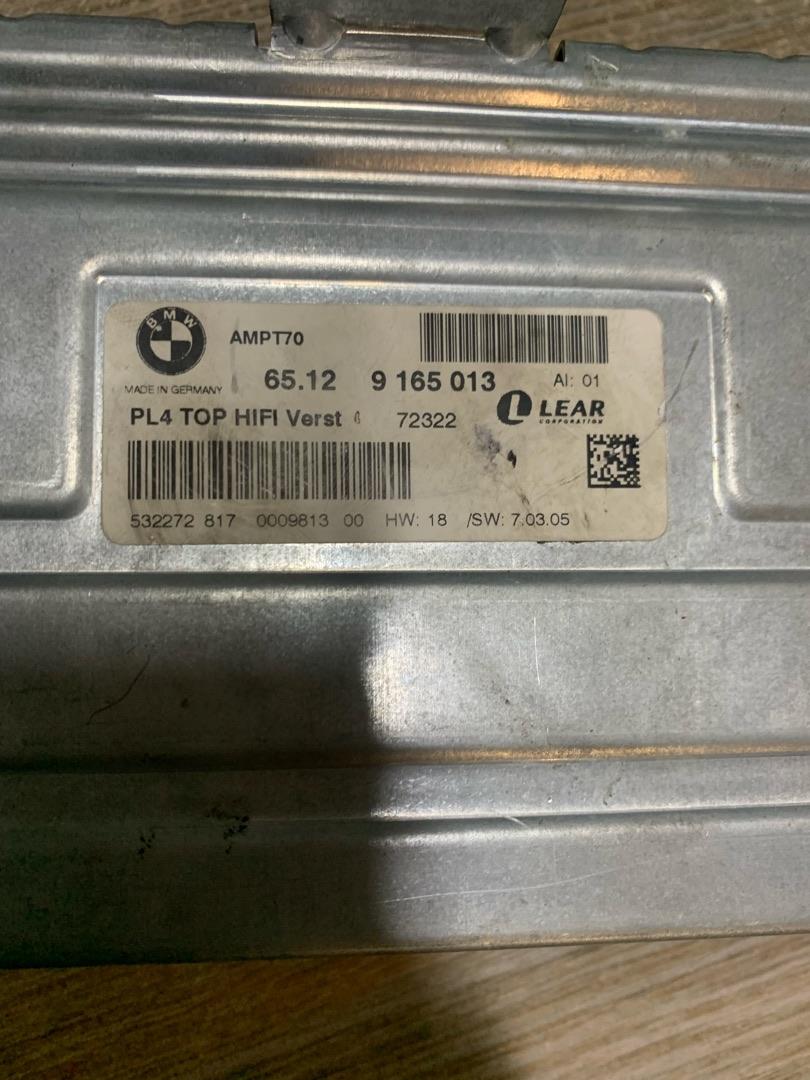 BMW
AMPT70
MADE IN GERMANY
65.12 9 165 013 AI: 01
PL4 TOP HIFI Verst 72322
LEAR
CORPORATION
532272 817 0009813 00 HW: 18 /SW: 7.03.05